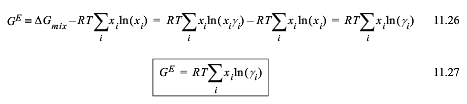 G^E = ΔG_mix − RT∑_i x_i ln(x_i) = RT∑_i x_i ln(x_i γ_i) − RT∑_i x_i ln(x_i) = RT∑_i x_i ln(γ_i) 11.26
G^E = RT∑_i x_i ln(γ_i) 11.27